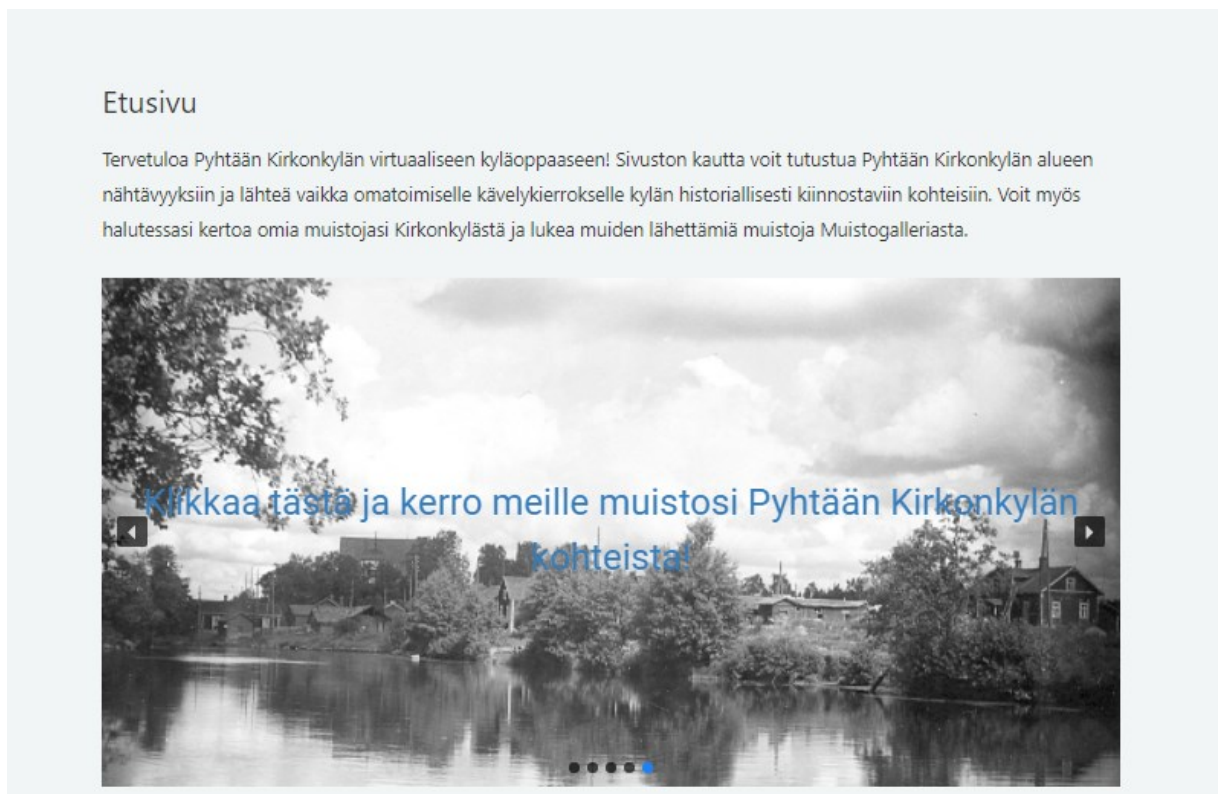 Etusivu
Tervetuloa Pyhtään Kirkonkylän virtuaaliseen kyläoppaaseen! Sivuston kautta voit tutustua Pyhtään Kirkonkylän alueen
nähtävyyksiin ja lähteä vaikka omatoimiselle kävelykierrokselle kylän historiallisesti kiinnostaviin kohteisiin. Voit myös
halutessasi kertoa omia muistojasi Kirkonkylästä ja lukea muiden lähettämiä muistoja Muistogalleriasta.
Klikkaa tästä ja kerro meille muistosi Pyhtään Kirkonkylän
kohteista!